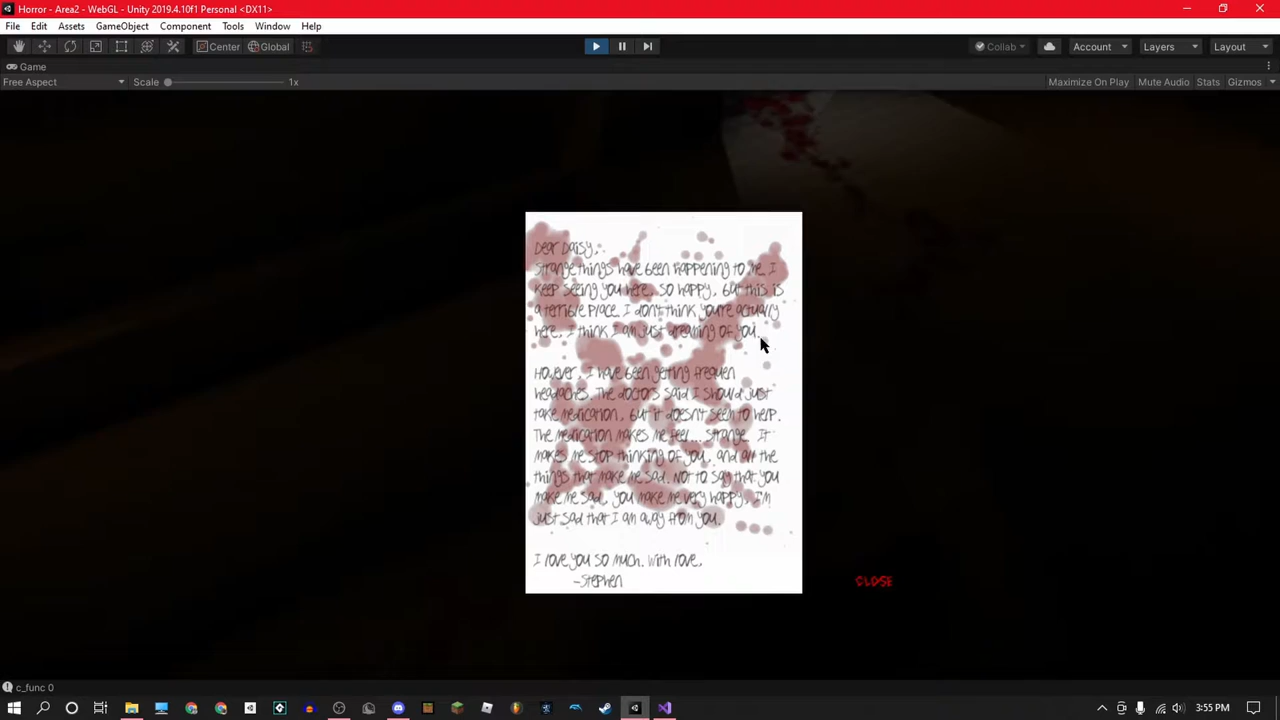 Horror - Area2 - WebGL - Unity 2019.4.10f1 Personal <DX11>
File Edit Assets GameObject Component Tools Window Help
Center Global Collab Account Layers Layout
Game
Free Aspect Scale 1x Maximize On Play Mute Audio Stats Gizmos
Dear Daisy,
Strange things have been happening to me. I
keep seeing you here, so happy, but this is
a terrible place. I don't think you're actually
here, I think I am just dreaming of you.
However, I have been getting frequen
headaches. The doctors said I should just
take medication, but it doesn't seem to help.
The medication makes me feel... strange. It
makes me stop thinking of you, and all the
things that make me sad. Not to say that you
make me sad, you make me very happy, I'm
just sad that I am away from you.
I love you so much. With love,
-Stephen
CLOSE
c_func 0
3:55 PM